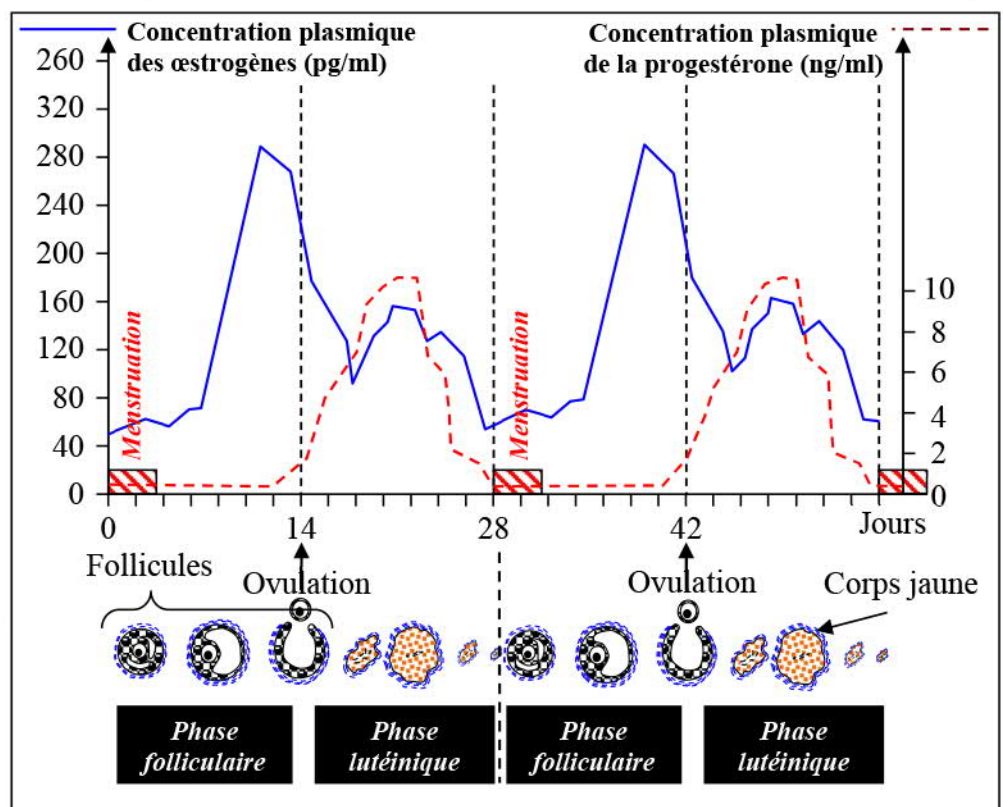 Concentration plasmique
des œstrogènes (pg/ml)
Concentration plasmique
de la progestérone (ng/ml)
260
320
280
240
200
160
120
80
40
0
10
8
6
4
2
0
Menstruation
Menstruation
0
14
28
42
Jours
Follicules
Ovulation
Ovulation
Corps jaune
Phase
folliculaire
Phase
lutéinique
Phase
folliculaire
Phase
lutéinique